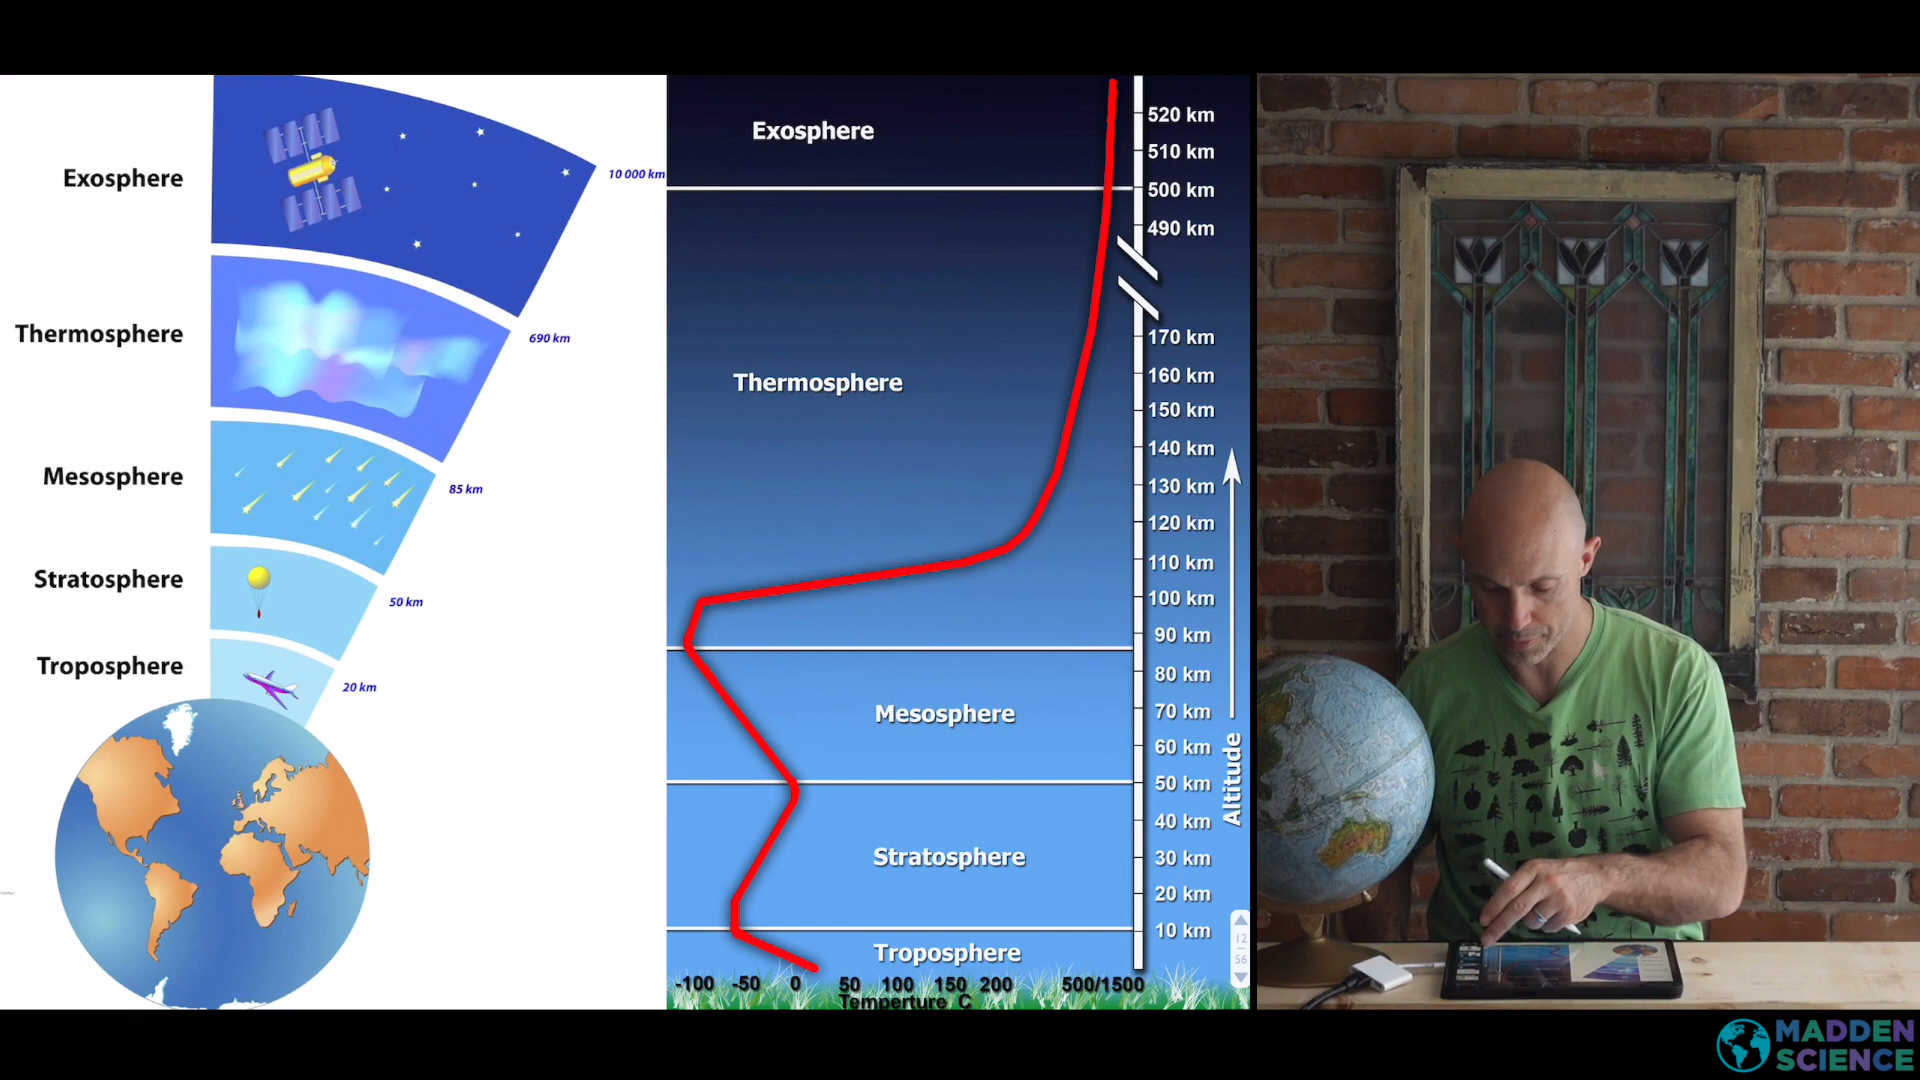 Exosphere
10 000 km
Thermosphere
690 km
Mesosphere
85 km
Stratosphere
50 km
Troposphere
20 km
Exosphere
Thermosphere
Mesosphere
Stratosphere
Troposphere
520 km
510 km
500 km
490 km
170 km
160 km
150 km
140 km
130 km
120 km
110 km
100 km
90 km
80 km
70 km
60 km
50 km
40 km
30 km
20 km
10 km
Altitude
-100 -50 0 50 100 150 200 500/1500
Temperture C
12
56
MADDEN
SCIENCE